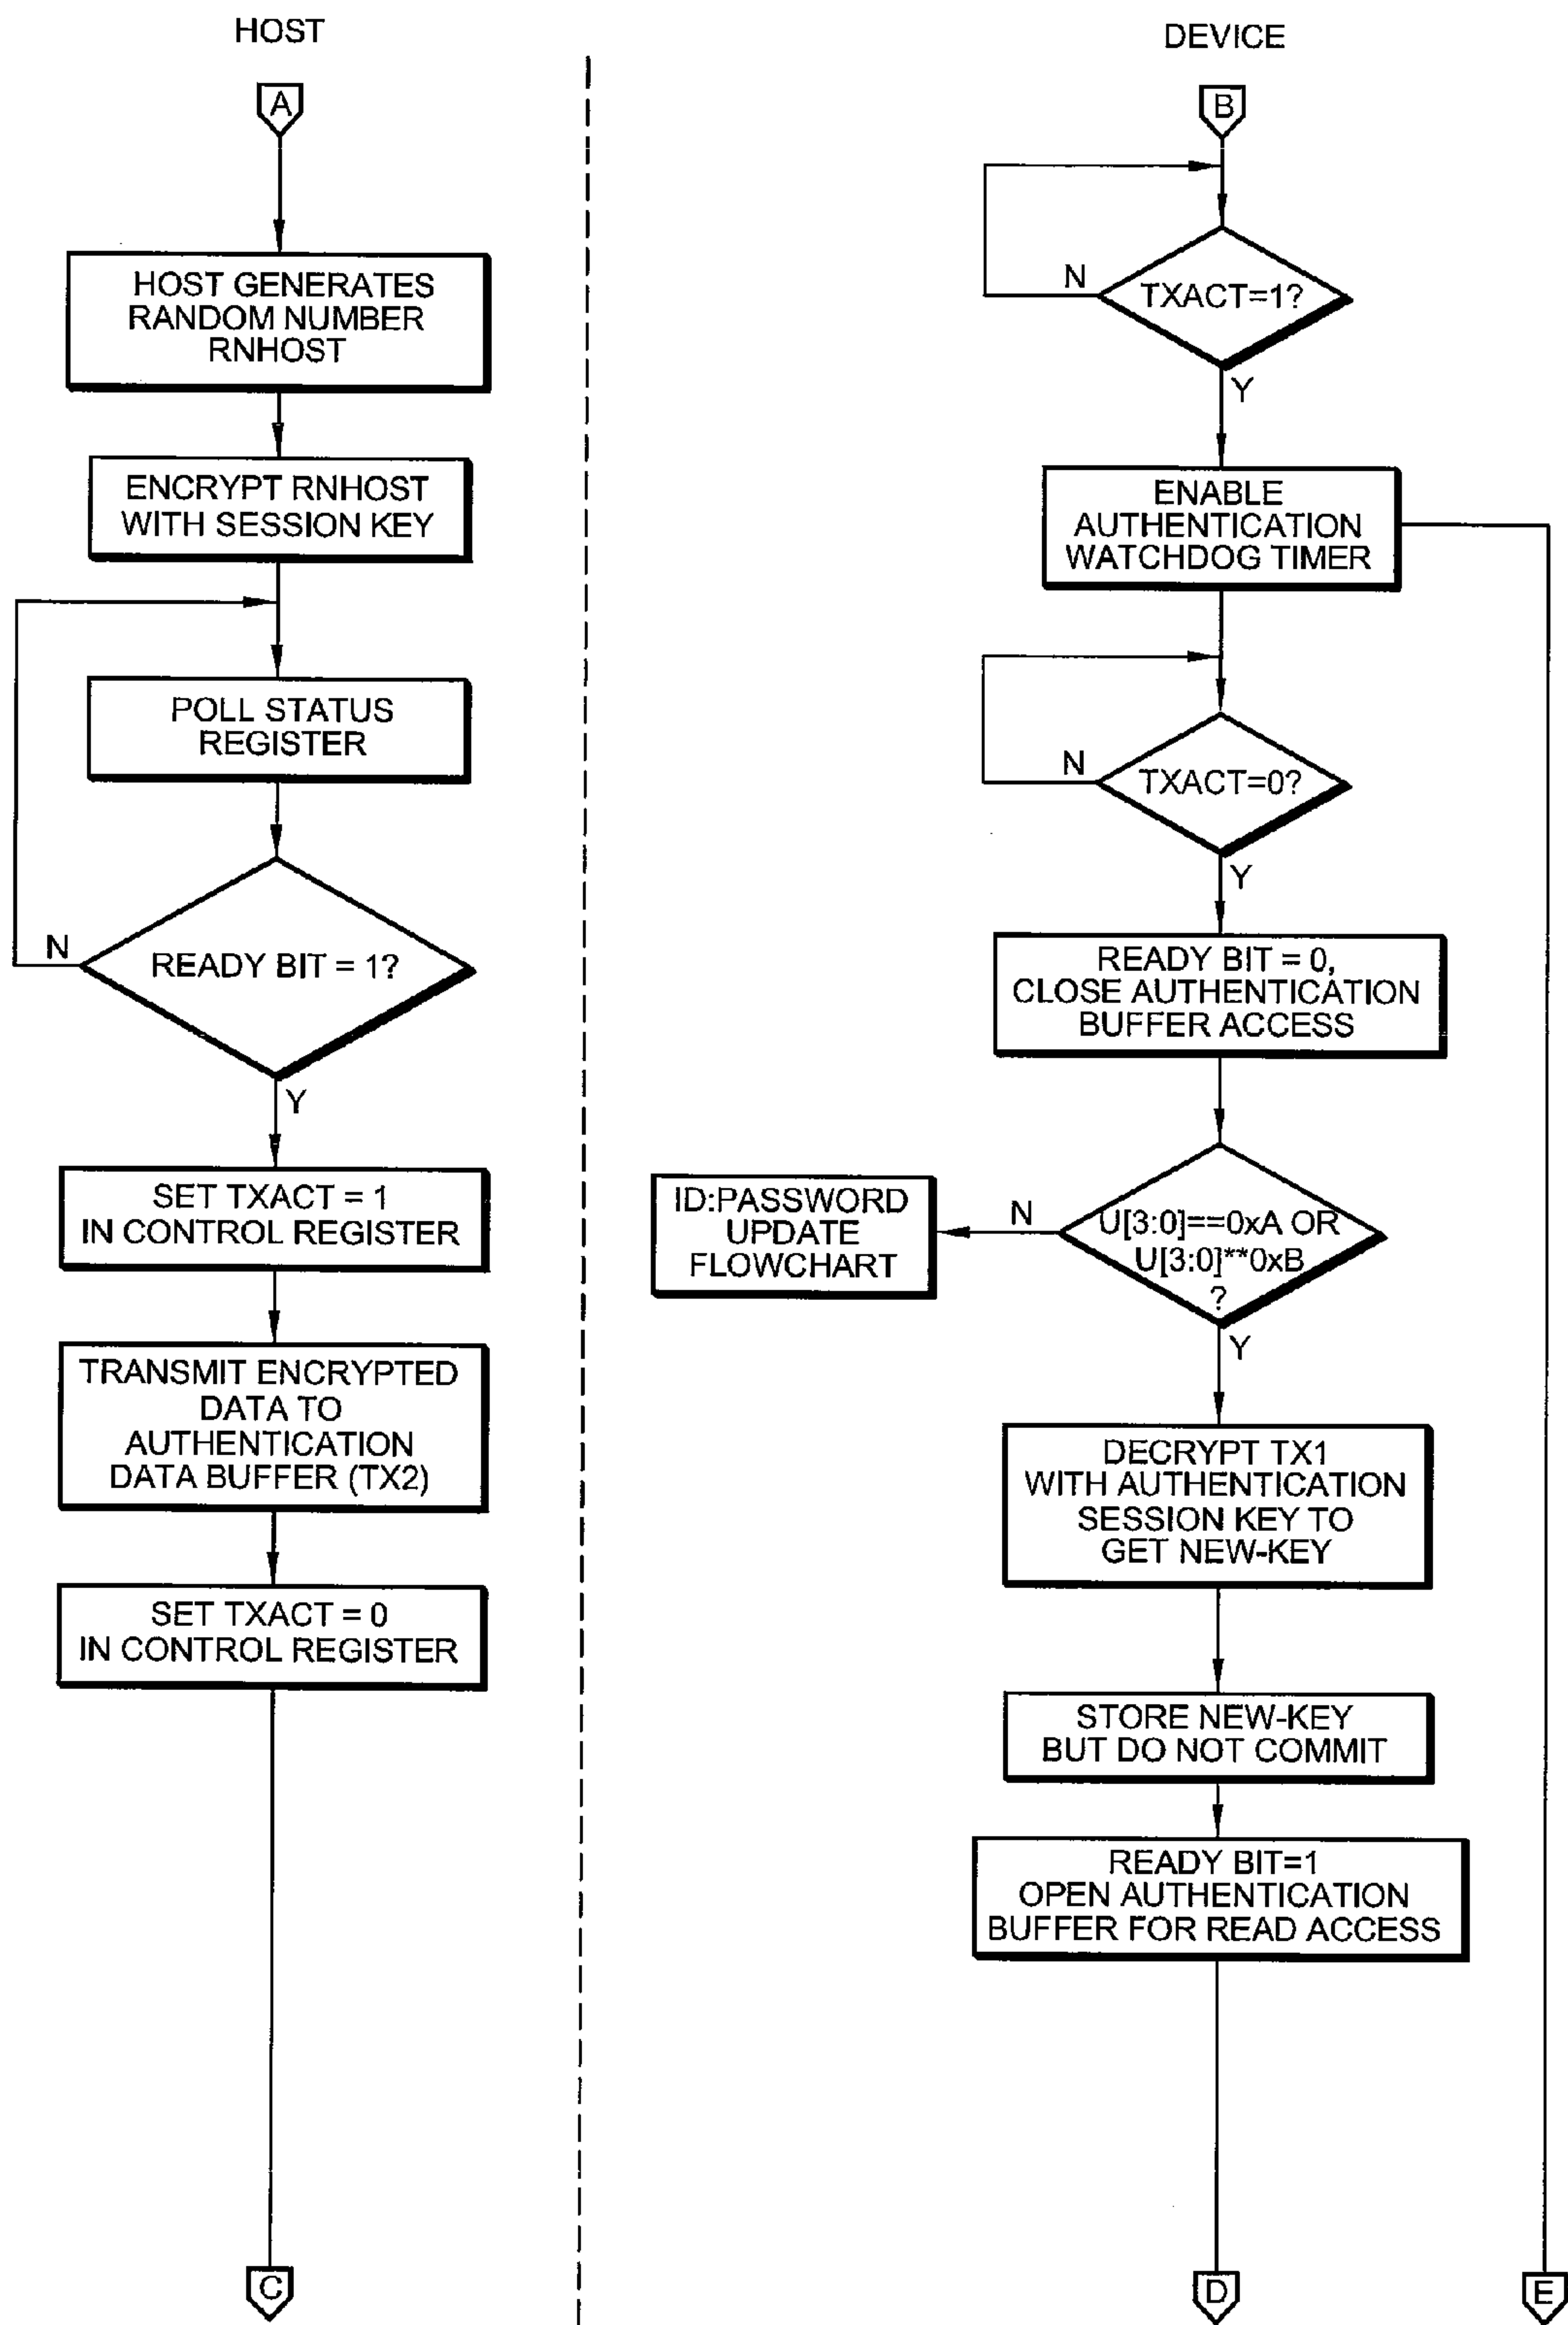 HOST
A
HOST GENERATES
RANDOM NUMBER
RNHOST
ENCRYPT RNHOST
WITH SESSION KEY
POLL STATUS
REGISTER
READY BIT = 1?
N
Y
SET TXACT = 1
IN CONTROL REGISTER
TRANSMIT ENCRYPTED
DATA TO
AUTHENTICATION
DATA BUFFER (TX2)
SET TXACT = 0
IN CONTROL REGISTER
C
DEVICE
B
TXACT=1?
N
Y
ENABLE
AUTHENTICATION
WATCHDOG TIMER
TXACT=0?
N
Y
READY BIT = 0,
CLOSE AUTHENTICATION
BUFFER ACCESS
U[3:0]==0xA OR
U[3:0]**0xB
?
N
ID:PASSWORD
UPDATE
FLOWCHART
Y
DECRYPT TX1
WITH AUTHENTICATION
SESSION KEY TO
GET NEW-KEY
STORE NEW-KEY
BUT DO NOT COMMIT
READY BIT=1
OPEN AUTHENTICATION
BUFFER FOR READ ACCESS
D
E